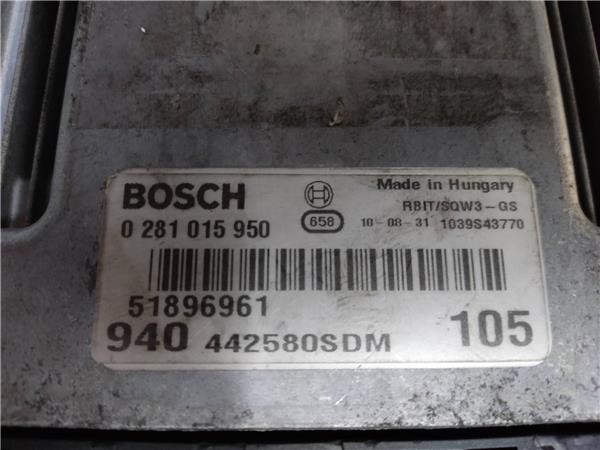 BOSCH
Made in Hungary
RBIT/SQW3-GS
0 281 015 950
658
10-08-31 1039S43770
51896961
940 442580SDM 105